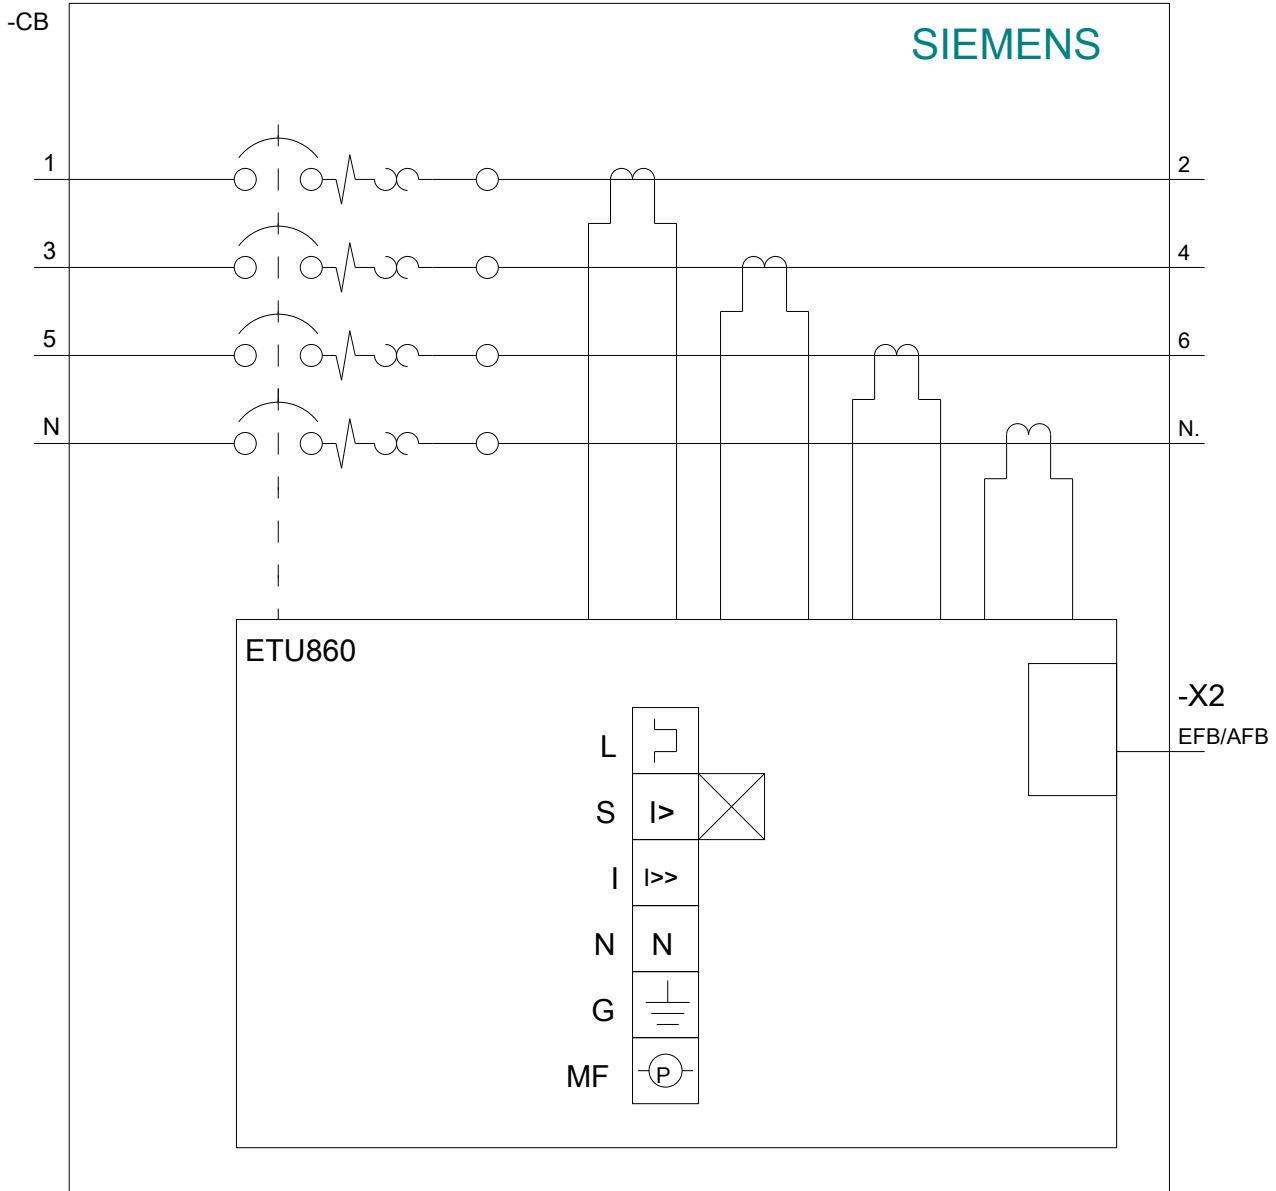 -CB
SIEMENS
1 2
3 4
5 6
N N.
ETU860
-X2
EFB/AFB
L
S I>
I I>>
N N
G
MF P